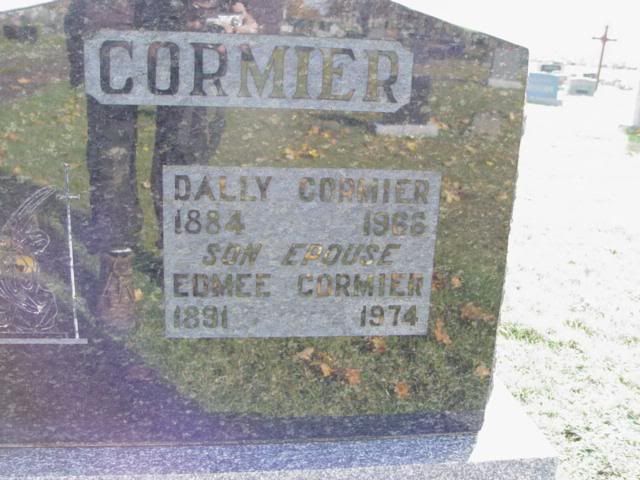 CORMIER
DALLY CORMIER
1884 1966
SON EPOUSE
EDMEE CORMIER
1891 1974